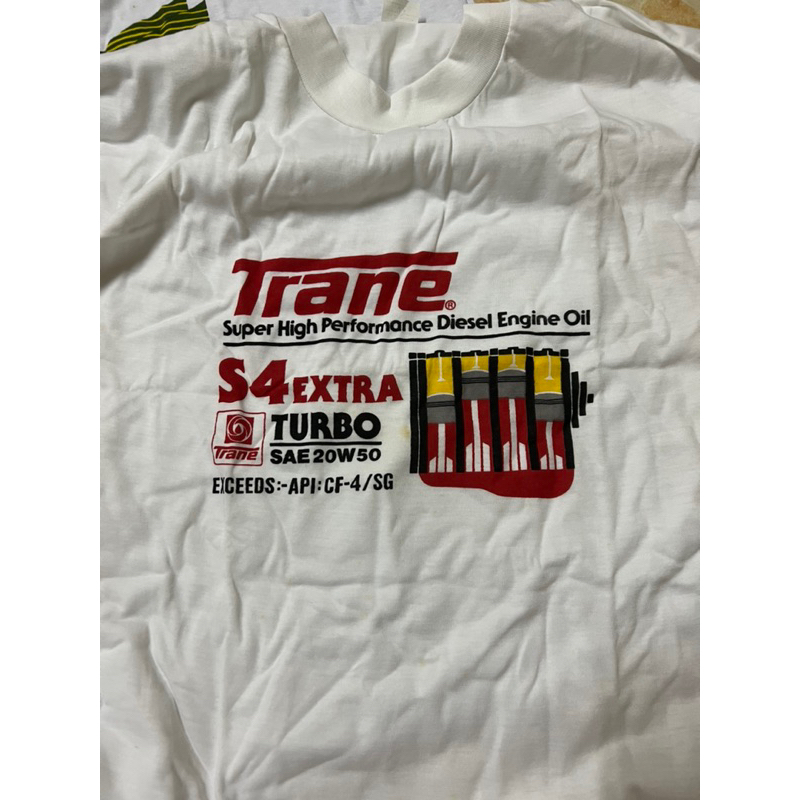 Trane®
Super High Performance Diesel Engine Oil
S4 EXTRA
Trane
TURBO
SAE 20W50
EXCEEDS:-API:CF-4/SG